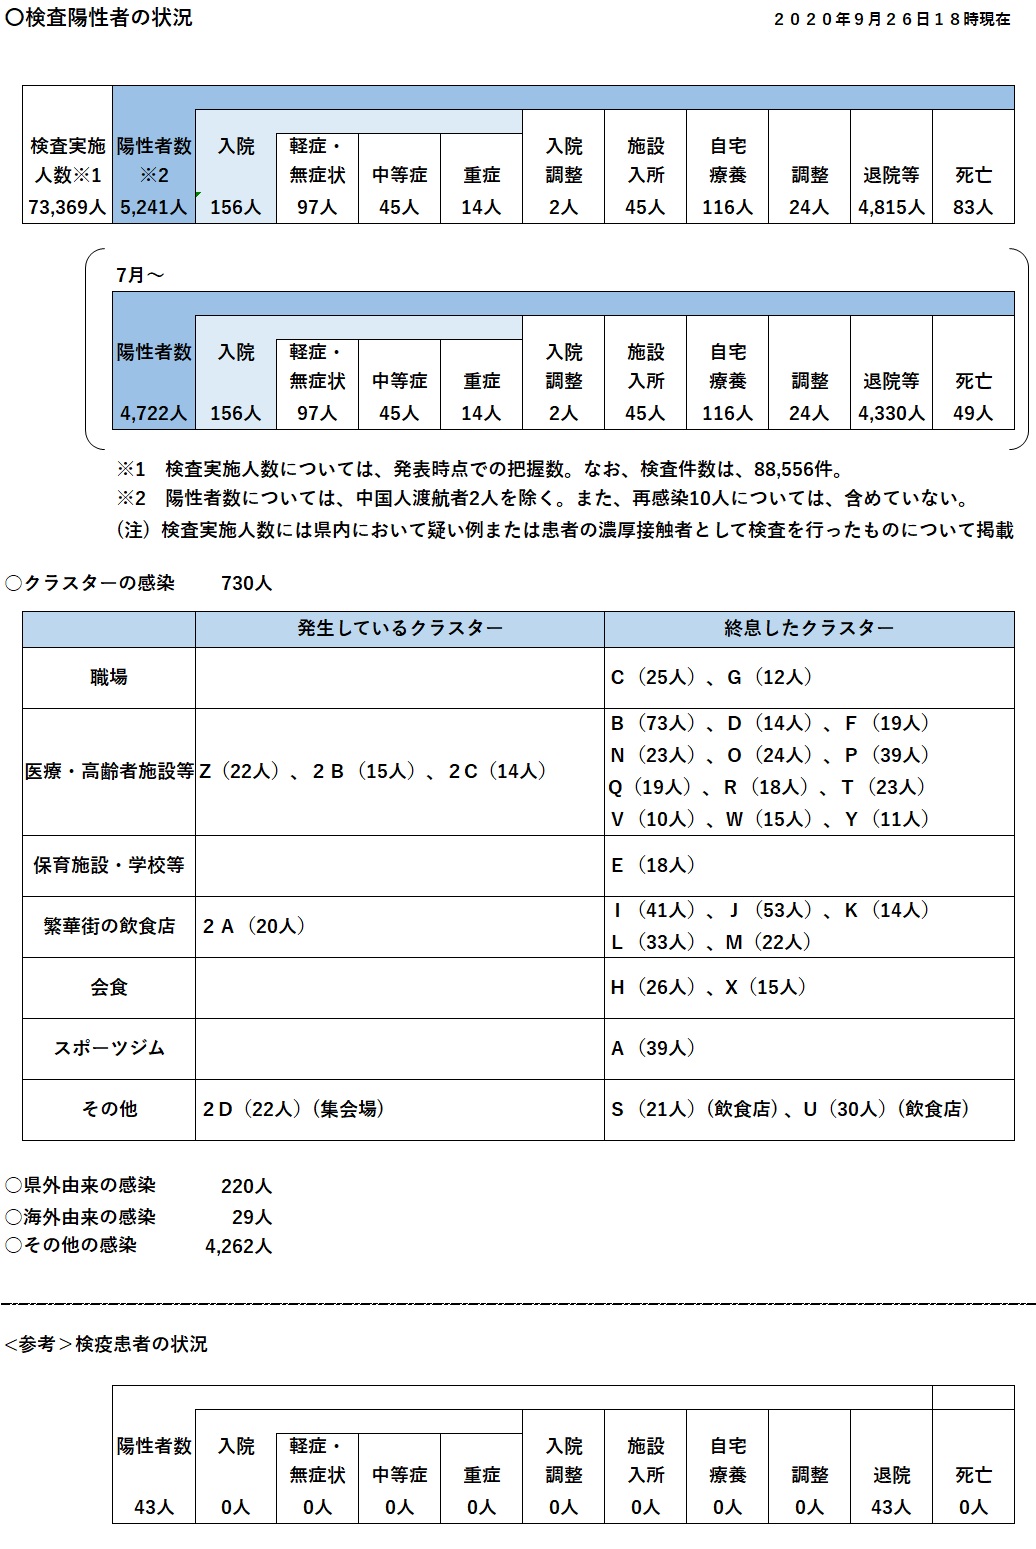 〇検査陽性者の状況
２０２０年９月２６日１８時現在
検査実施 陽性者数 入院 軽症・ 入院 施設 自宅
人数※1 ※2 無症状 中等症 重症 調整 入所 療養 調整 退院等 死亡
73,369人 5,241人 156人 97人 45人 14人 2人 45人 116人 24人 4,815人 83人
7月～
陽性者数 入院 軽症・ 入院 施設 自宅
無症状 中等症 重症 調整 入所 療養 調整 退院等 死亡
4,722人 156人 97人 45人 14人 2人 45人 116人 24人 4,330人 49人
※1　検査実施人数については、発表時点での把握数。なお、検査件数は、88,556件。
※2　陽性者数については、中国人渡航者2人を除く。また、再感染10人については、含めていない。
（注）検査実施人数には県内において疑い例または患者の濃厚接触者として検査を行ったものについて掲載
○クラスターの感染 730人
発生しているクラスター 終息したクラスター
職場 Ｃ（25人）、Ｇ（12人）
Ｂ（73人）、Ｄ（14人）、Ｆ（19人）
Ｎ（23人）、Ｏ（24人）、Ｐ（39人）
医療・高齢者施設等 Z（22人）、２Ｂ（15人）、２C（14人）
Ｑ（19人）、Ｒ（18人）、Ｔ（23人）
Ｖ（10人）、Ｗ（15人）、Ｙ（11人）
保育施設・学校等 Ｅ（18人）
繁華街の飲食店 ２Ａ（20人） Ｉ（41人）、Ｊ（53人）、Ｋ（14人）
Ｌ（33人）、Ｍ（22人）
会食 Ｈ（26人）、X（15人）
スポーツジム Ａ（39人）
その他 ２Ｄ（22人）（集会場） Ｓ（21人）（飲食店）、Ｕ（30人）（飲食店）
○県外由来の感染 220人
○海外由来の感染 29人
○その他の感染 4,262人
＜参考＞検疫患者の状況
陽性者数 入院 軽症・ 入院 施設 自宅
無症状 中等症 重症 調整 入所 療養 調整 退院 死亡
43人 0人 0人 0人 0人 0人 0人 0人 0人 43人 0人